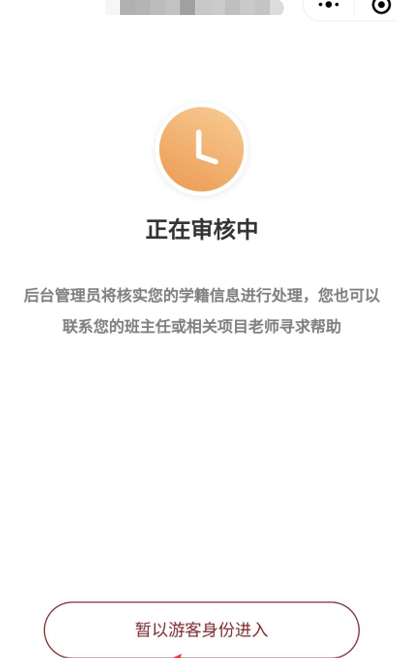 正在审核中
后台管理员将核实您的学籍信息进行处理，您也可以
联系您的班主任或相关项目老师寻求帮助
暂以游客身份进入